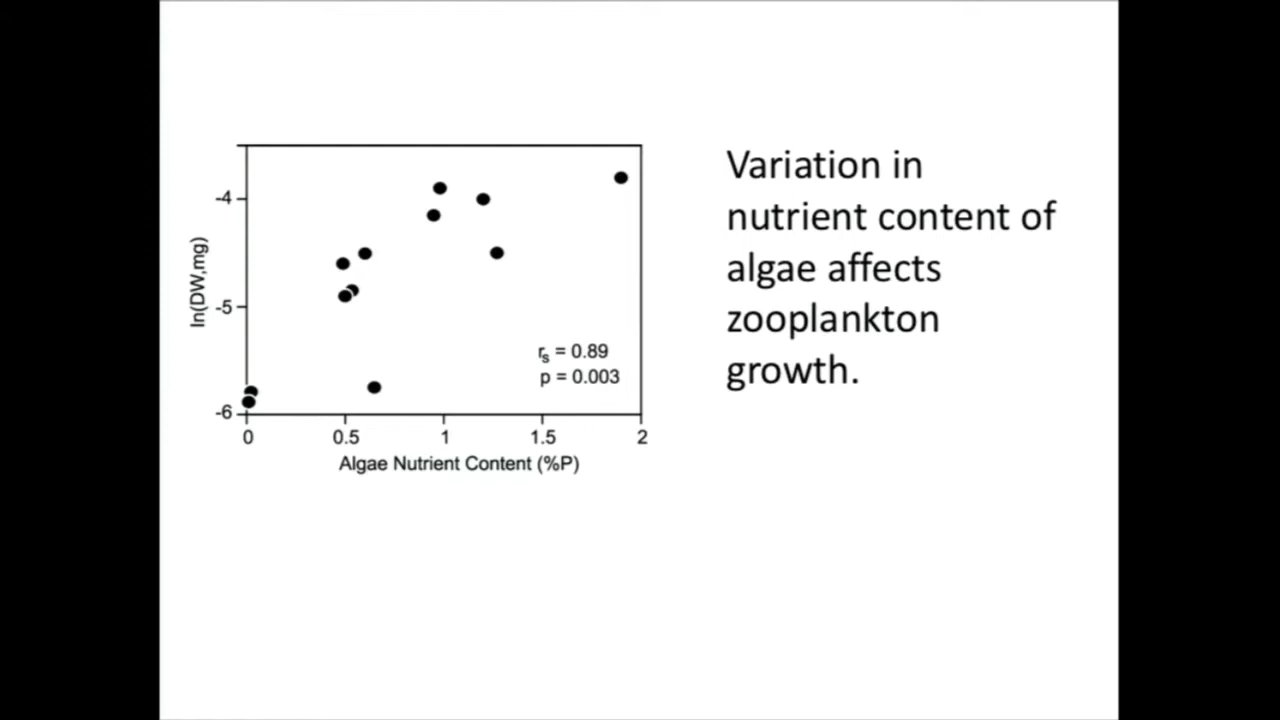 Variation in
nutrient content of
algae affects
zooplankton
growth.
-4
-5
-6
ln(DW,mg)
rs = 0.89
p = 0.003
0 0.5 1 1.5 2
Algae Nutrient Content (%P)